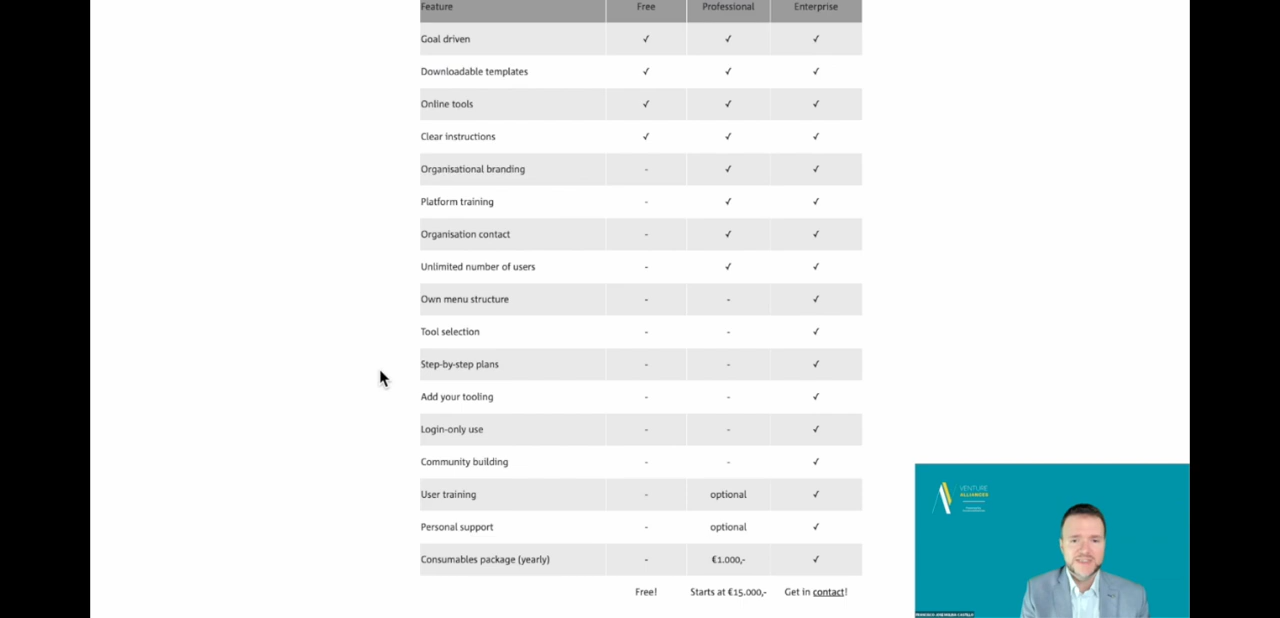 Feature Free Professional Enterprise
Goal driven ✓ ✓ ✓
Downloadable templates ✓ ✓ ✓
Online tools ✓ ✓ ✓
Clear instructions ✓ ✓ ✓
Organisational branding - ✓ ✓
Platform training - ✓ ✓
Organisation contact - ✓ ✓
Unlimited number of users - ✓ ✓
Own menu structure - - ✓
Tool selection - - ✓
Step-by-step plans - - ✓
Add your tooling - - ✓
Login-only use - - ✓
Community building - - ✓
User training - optional ✓
Personal support - optional ✓
Consumables package (yearly) - €1.000,- ✓
Free! Starts at €15.000,- Get in contact!
VENTURE
ALLIANCES